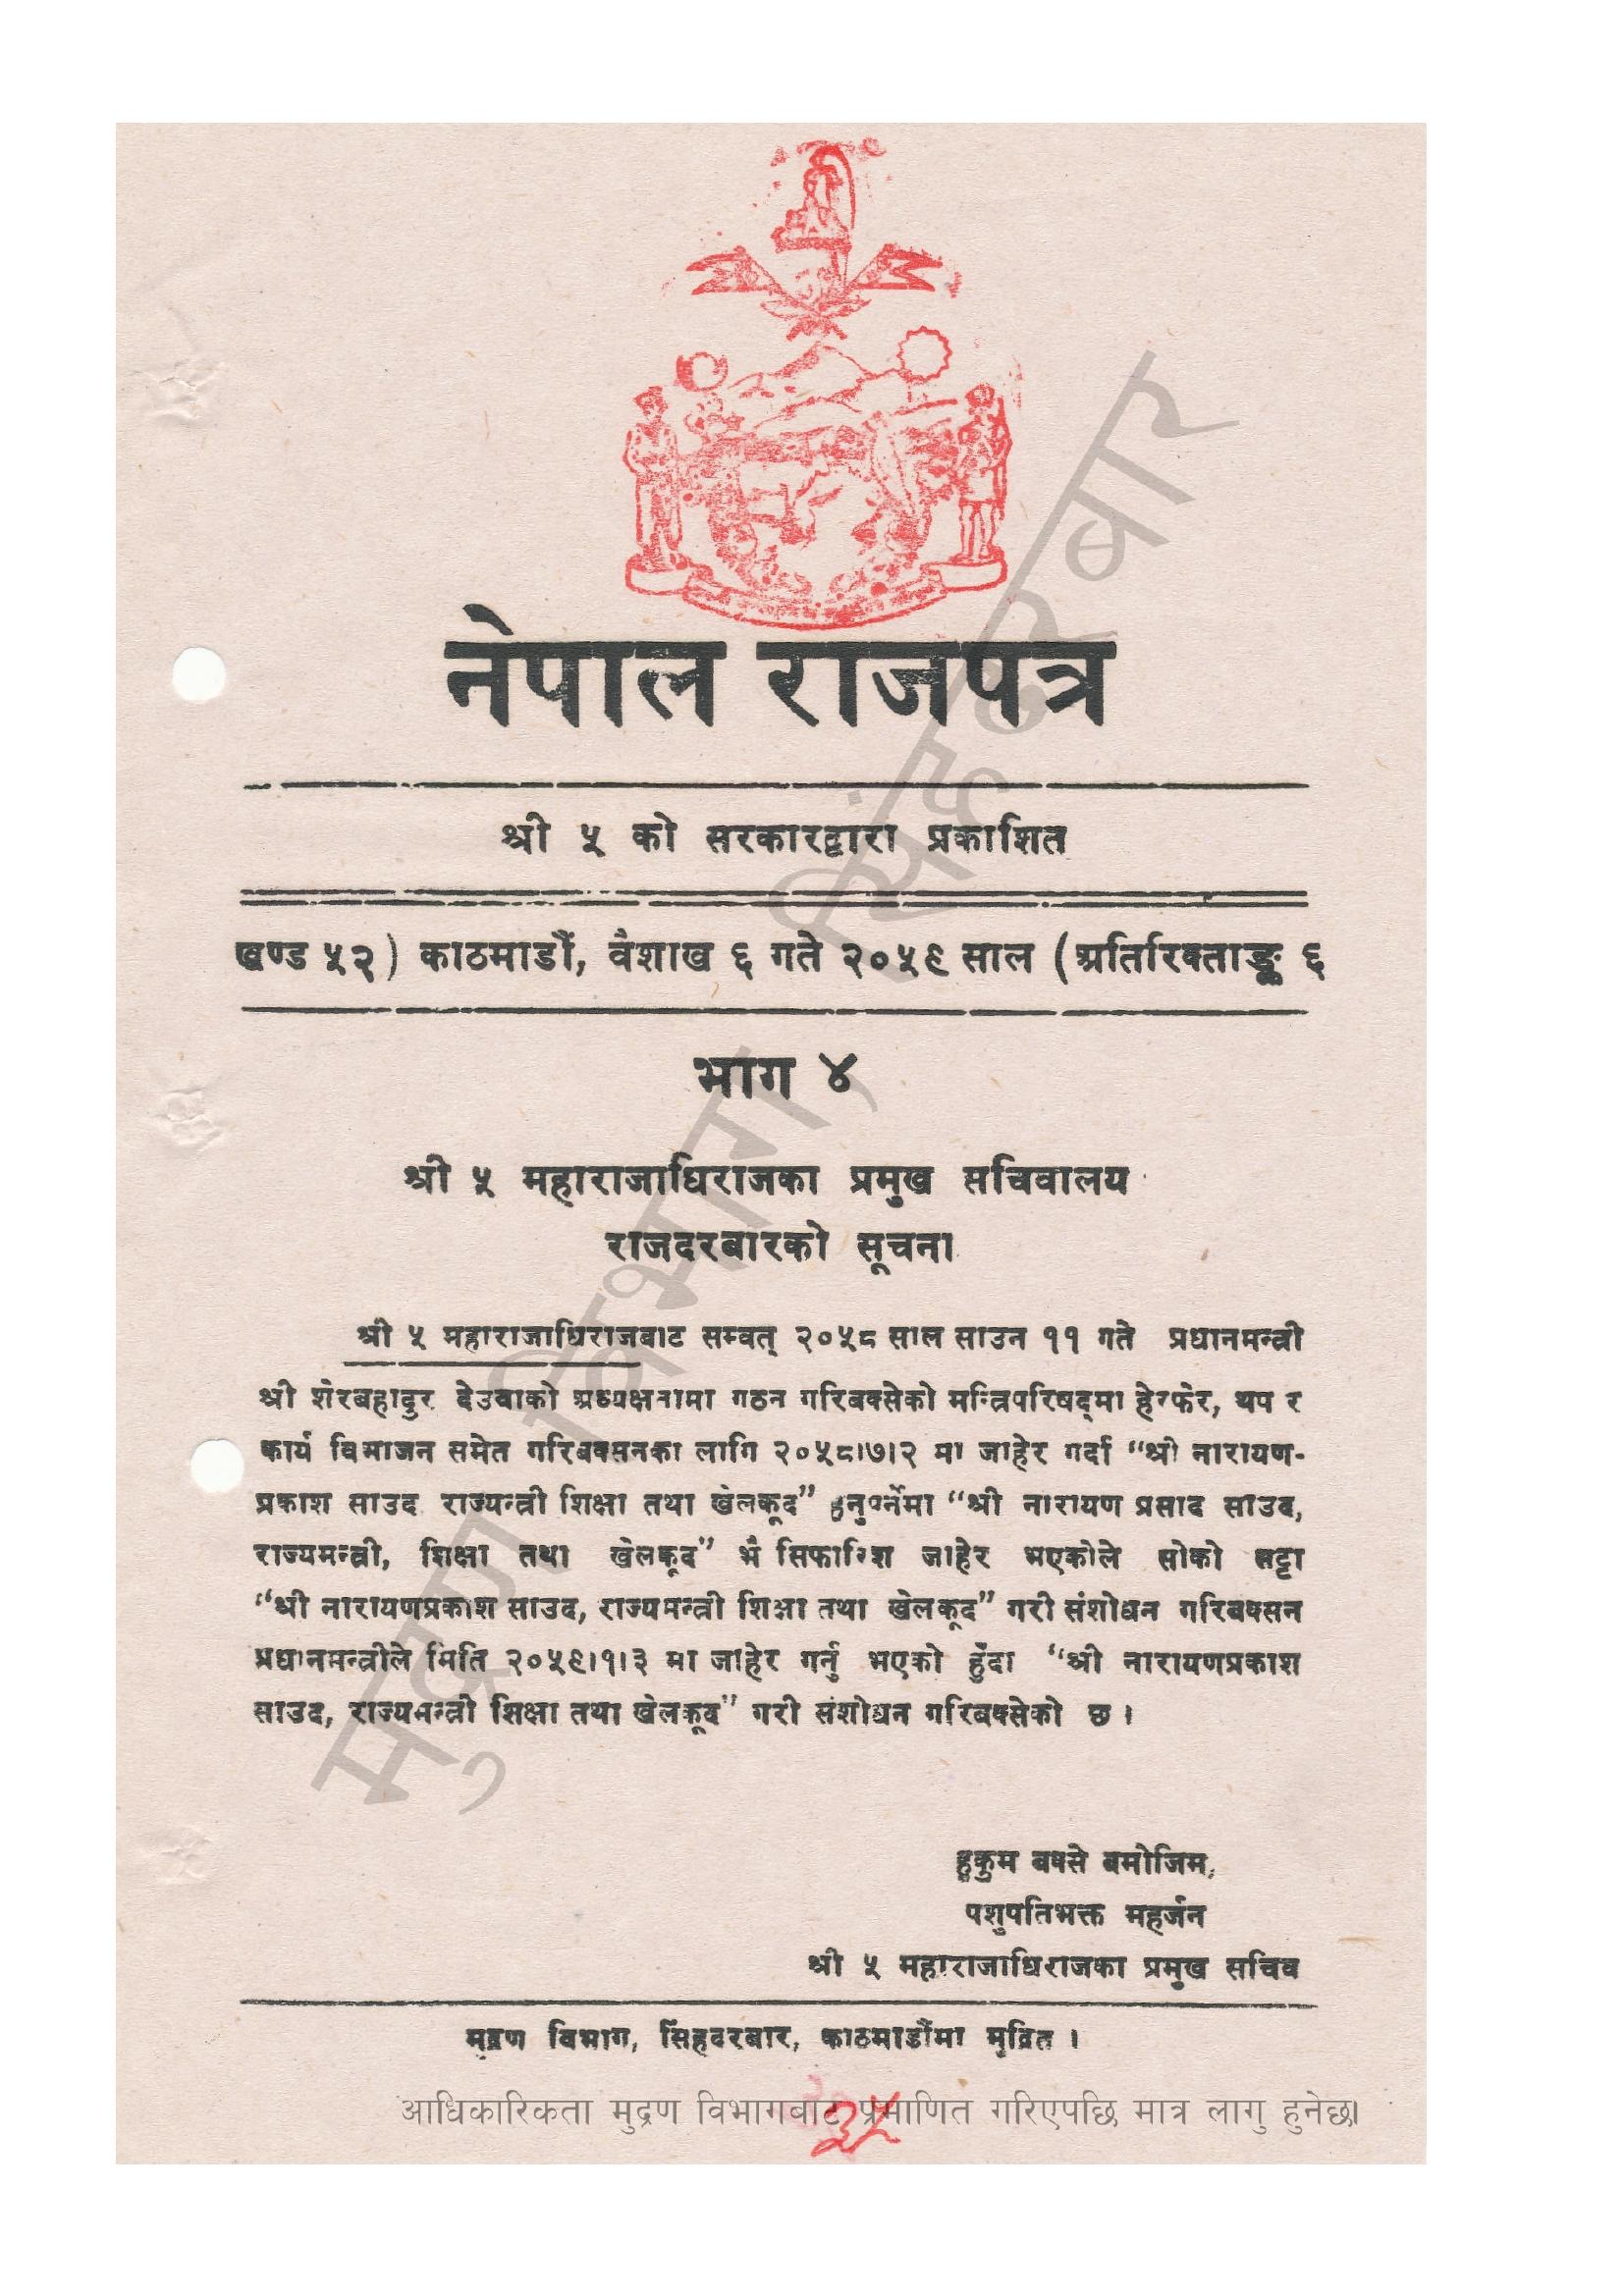 नेपाल राजपत्र
श्री ५ को सरकारद्वारा प्रकाशित
खण्ड ५२) काठमाडौं, वैशाख ६ गते २०५९ साल (अतिरिक्ताङ्क ६
भाग ४
श्री ५ महाराजाधिराजका प्रमुख सचिवालय
राजदरबारको सूचना
श्री ५ महाराजाधिराजबाट सम्वत् २०५८ साल साउन ११ गते प्रधानमन्त्री
श्री शेरबहादुर देउवाको अध्यक्षतामा गठन गरिबक्सेको मन्त्रिपरिषद्मा हेरफेर, थप र
कार्य विभाजन समेत गरिबक्सनका लागि २०५८।७।२ मा जाहेर गर्दा “श्री नारायण-
प्रकाश साउद राज्यन्त्री शिक्षा तथा खेलकूद” हुनुपर्नेमा “श्री नारायण प्रसाद साउद,
राज्यमन्त्री, शिक्षा तथा खेलकूद” भै सिफारिश जाहेर भएकोले सोको सट्टा
“श्री नारायणप्रकाश साउद, राज्यमन्त्री शिक्षा तथा खेलकूद” गरी संशोधन गरिबक्सन
प्रधानमन्त्रीले मिति २०५९।१।३ मा जाहेर गर्नु भएको हुँदा “श्री नारायणप्रकाश
साउद, राज्यमन्त्री शिक्षा तथा खेलकूद” गरी संशोधन गरिबक्सेको छ ।
हुकुम बक्से बमोजिम,
पशुपतिभक्त महर्जन
श्री ५ महाराजाधिराजका प्रमुख सचिव
मुद्रण विभाग, सिंहदरबार, काठमाडौंमा मुद्रित ।
आधिकारिकता मुद्रण विभागबाट प्रमाणित गरिएपछि मात्र लागु हुनेछ।
मुद्रण विभाग, सिंहदरबार